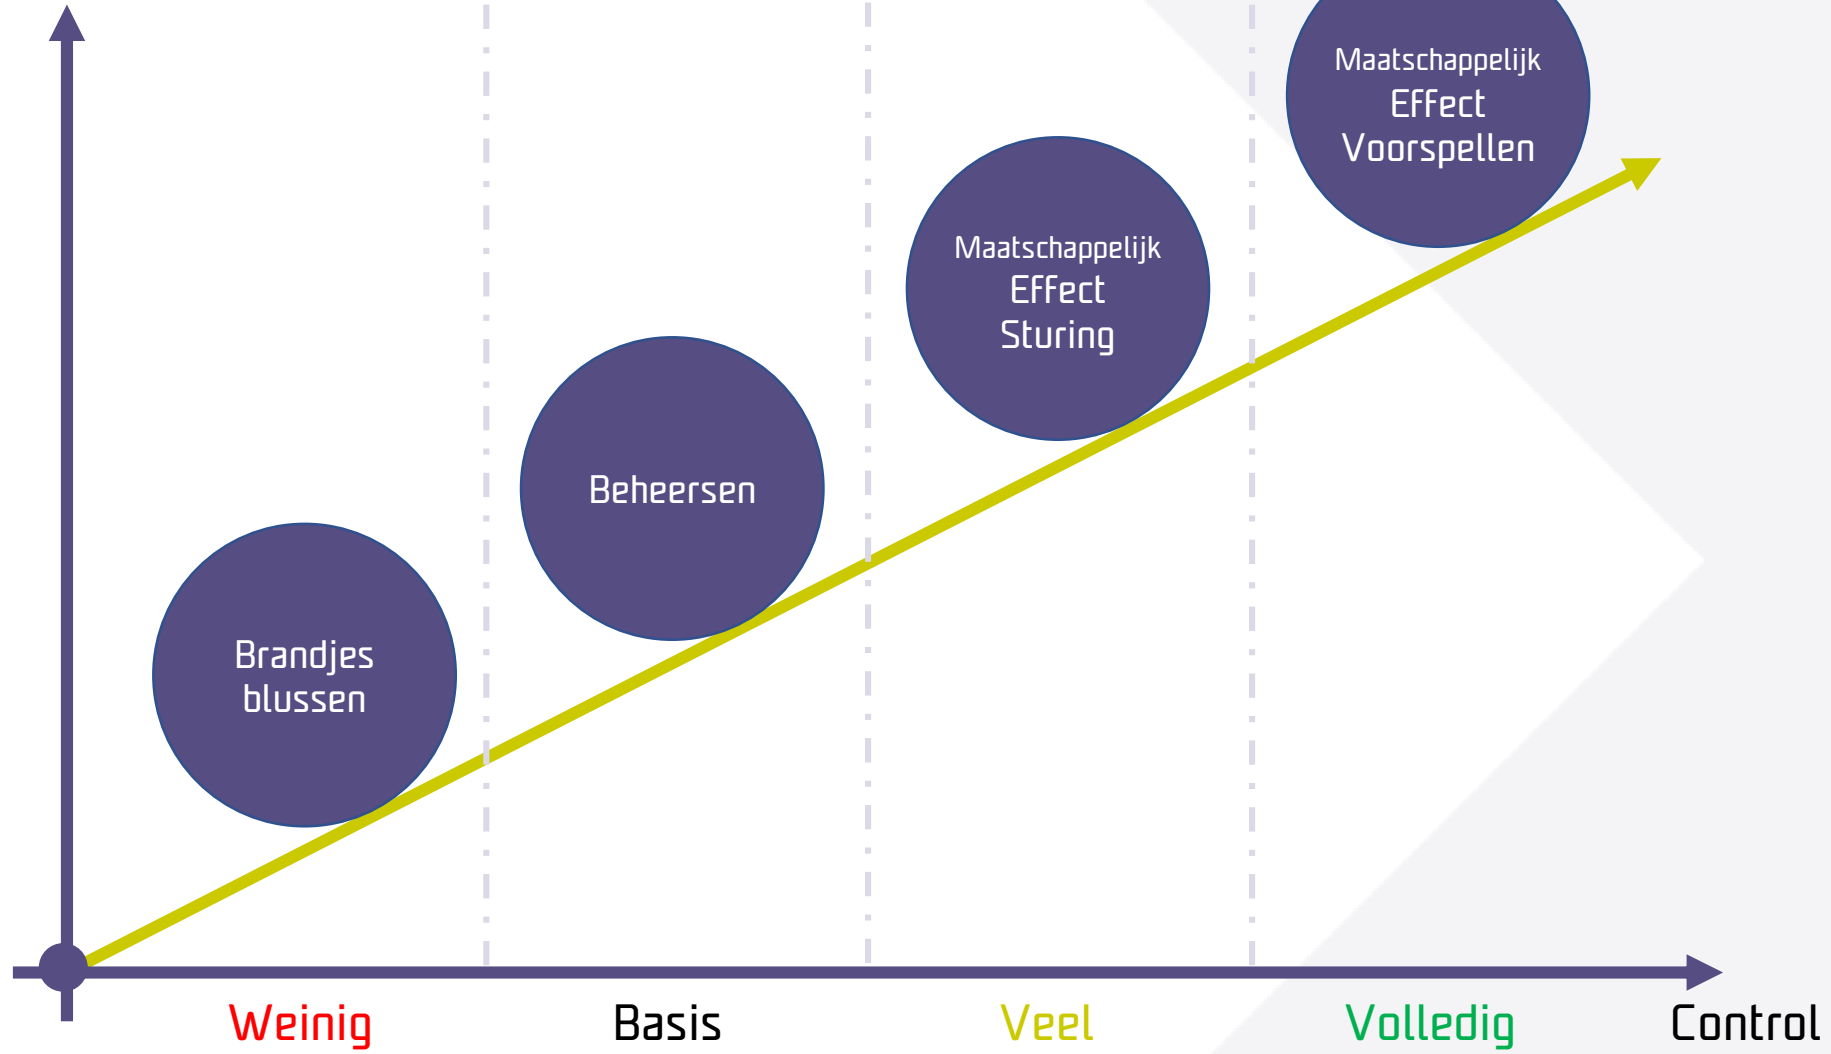 Maatschappelijk
Effect
Voorspellen
Maatschappelijk
Effect
Sturing
Beheersen
Brandjes
blussen
Weinig
Basis
Veel
Volledig
Control